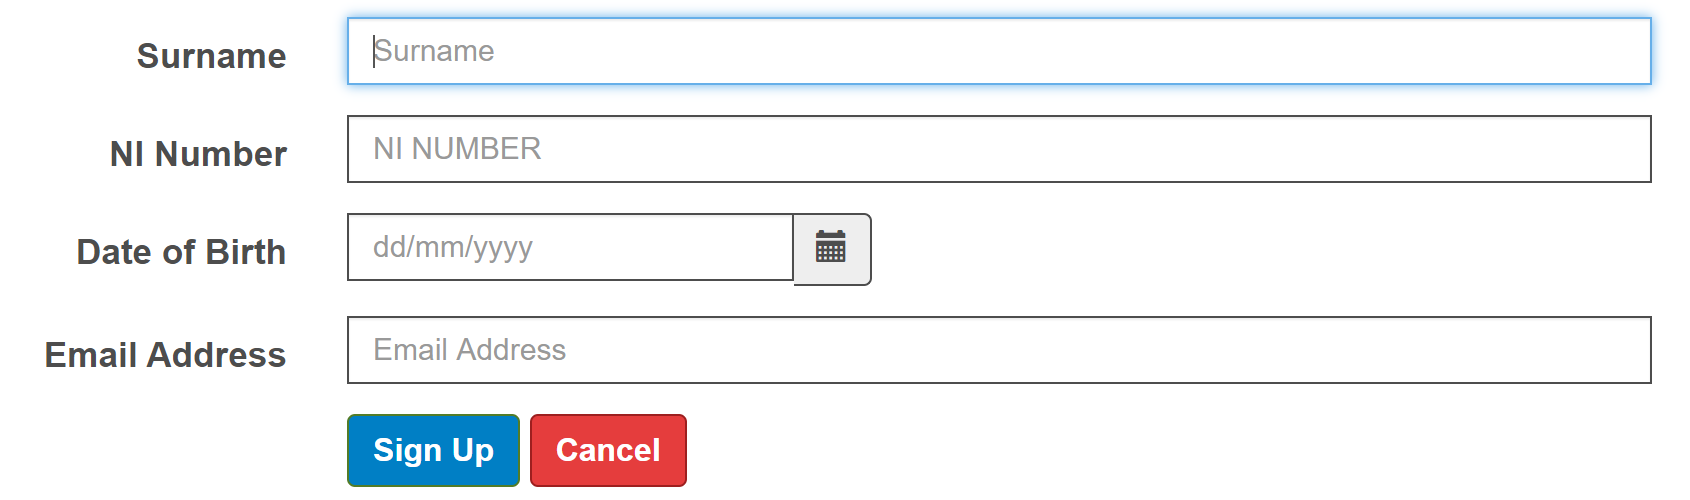 Surname Surname
NI Number NI NUMBER
Date of Birth dd/mm/yyyy
Email Address Email Address
Sign Up Cancel